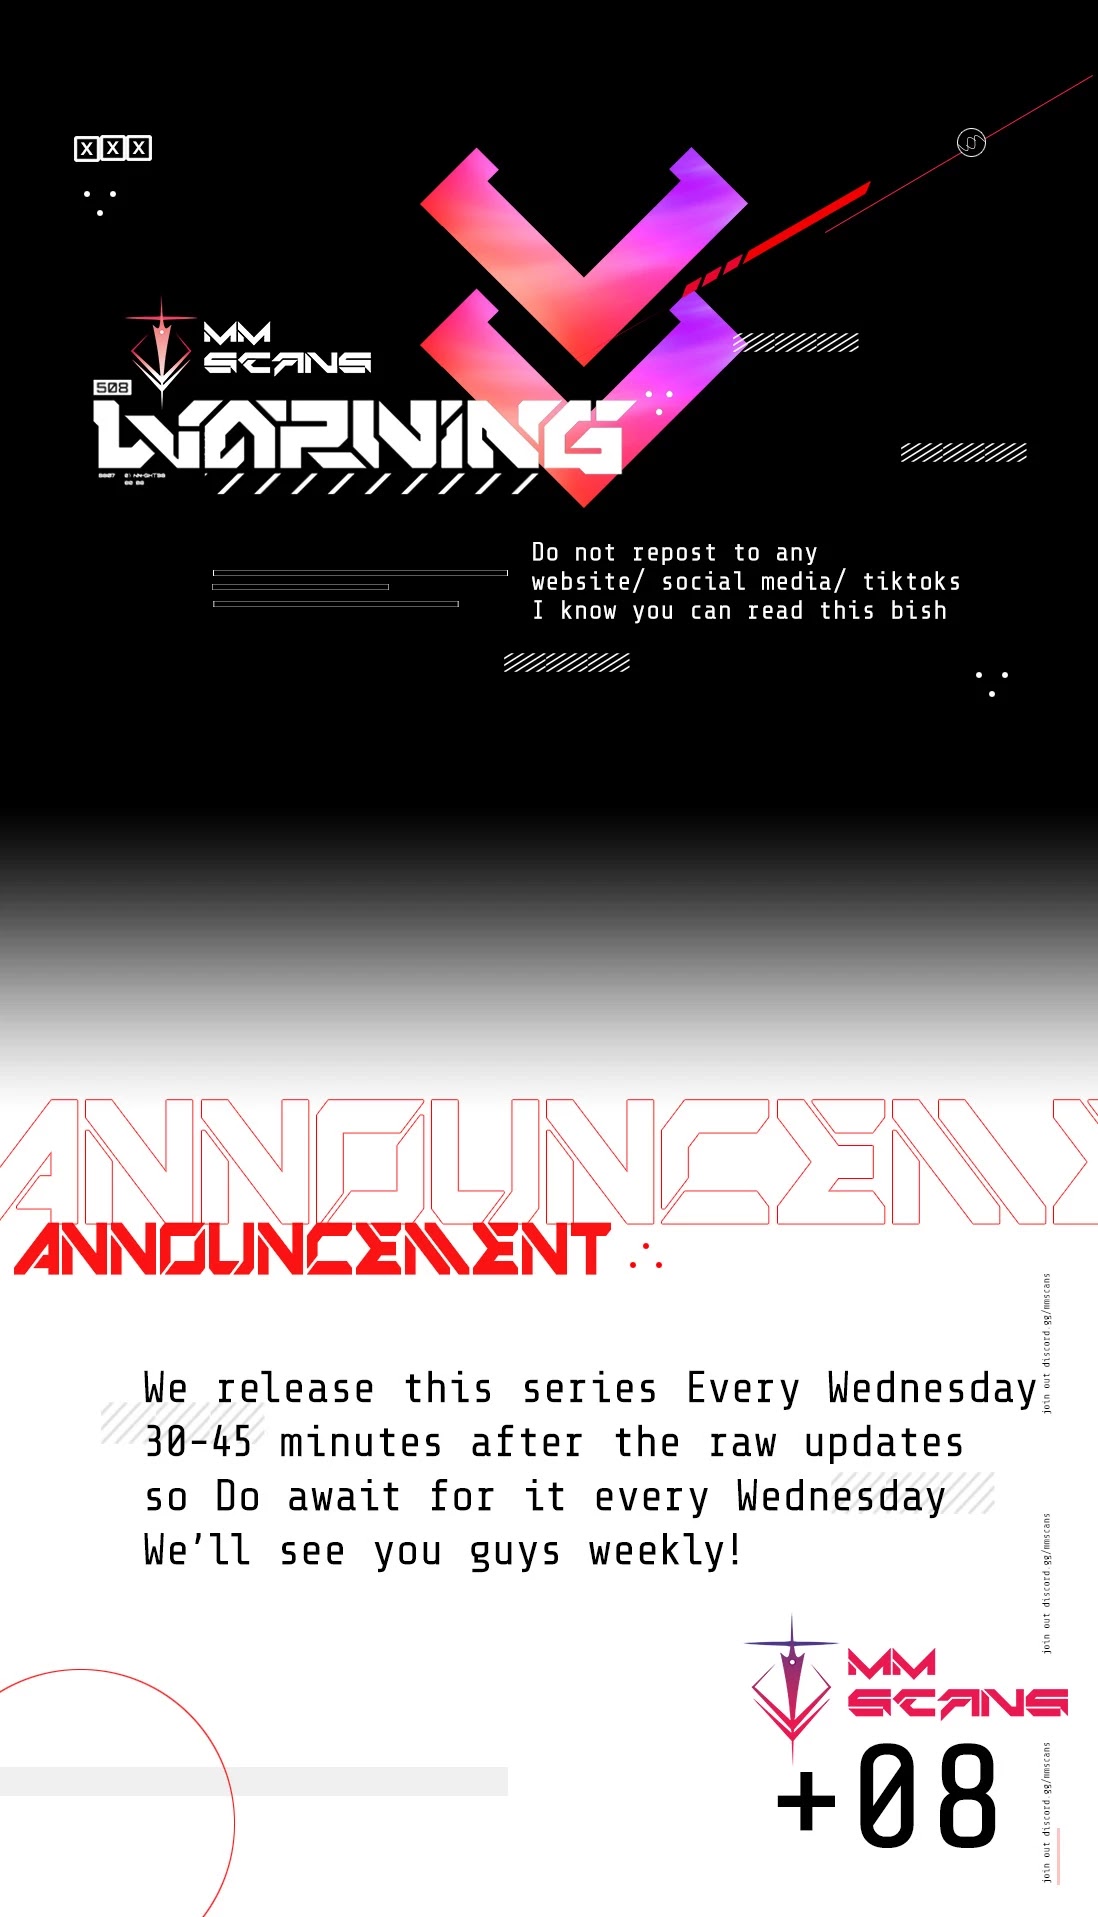 XXX
MM
SCANS
S08
WARNING
Do not repost to any
website/ social media/ tiktoks
I know you can read this bish
ANNOUNCEME
ANNOUNCEMENT
We release this series Every Wednesday
30-45 minutes after the raw updates
so Do await for it every Wednesday
We'll see you guys weekly!
join out discord gg/mmscans
join out discord gg/mmscans
MM
SCANS
+08
join out discord gg/mmscans